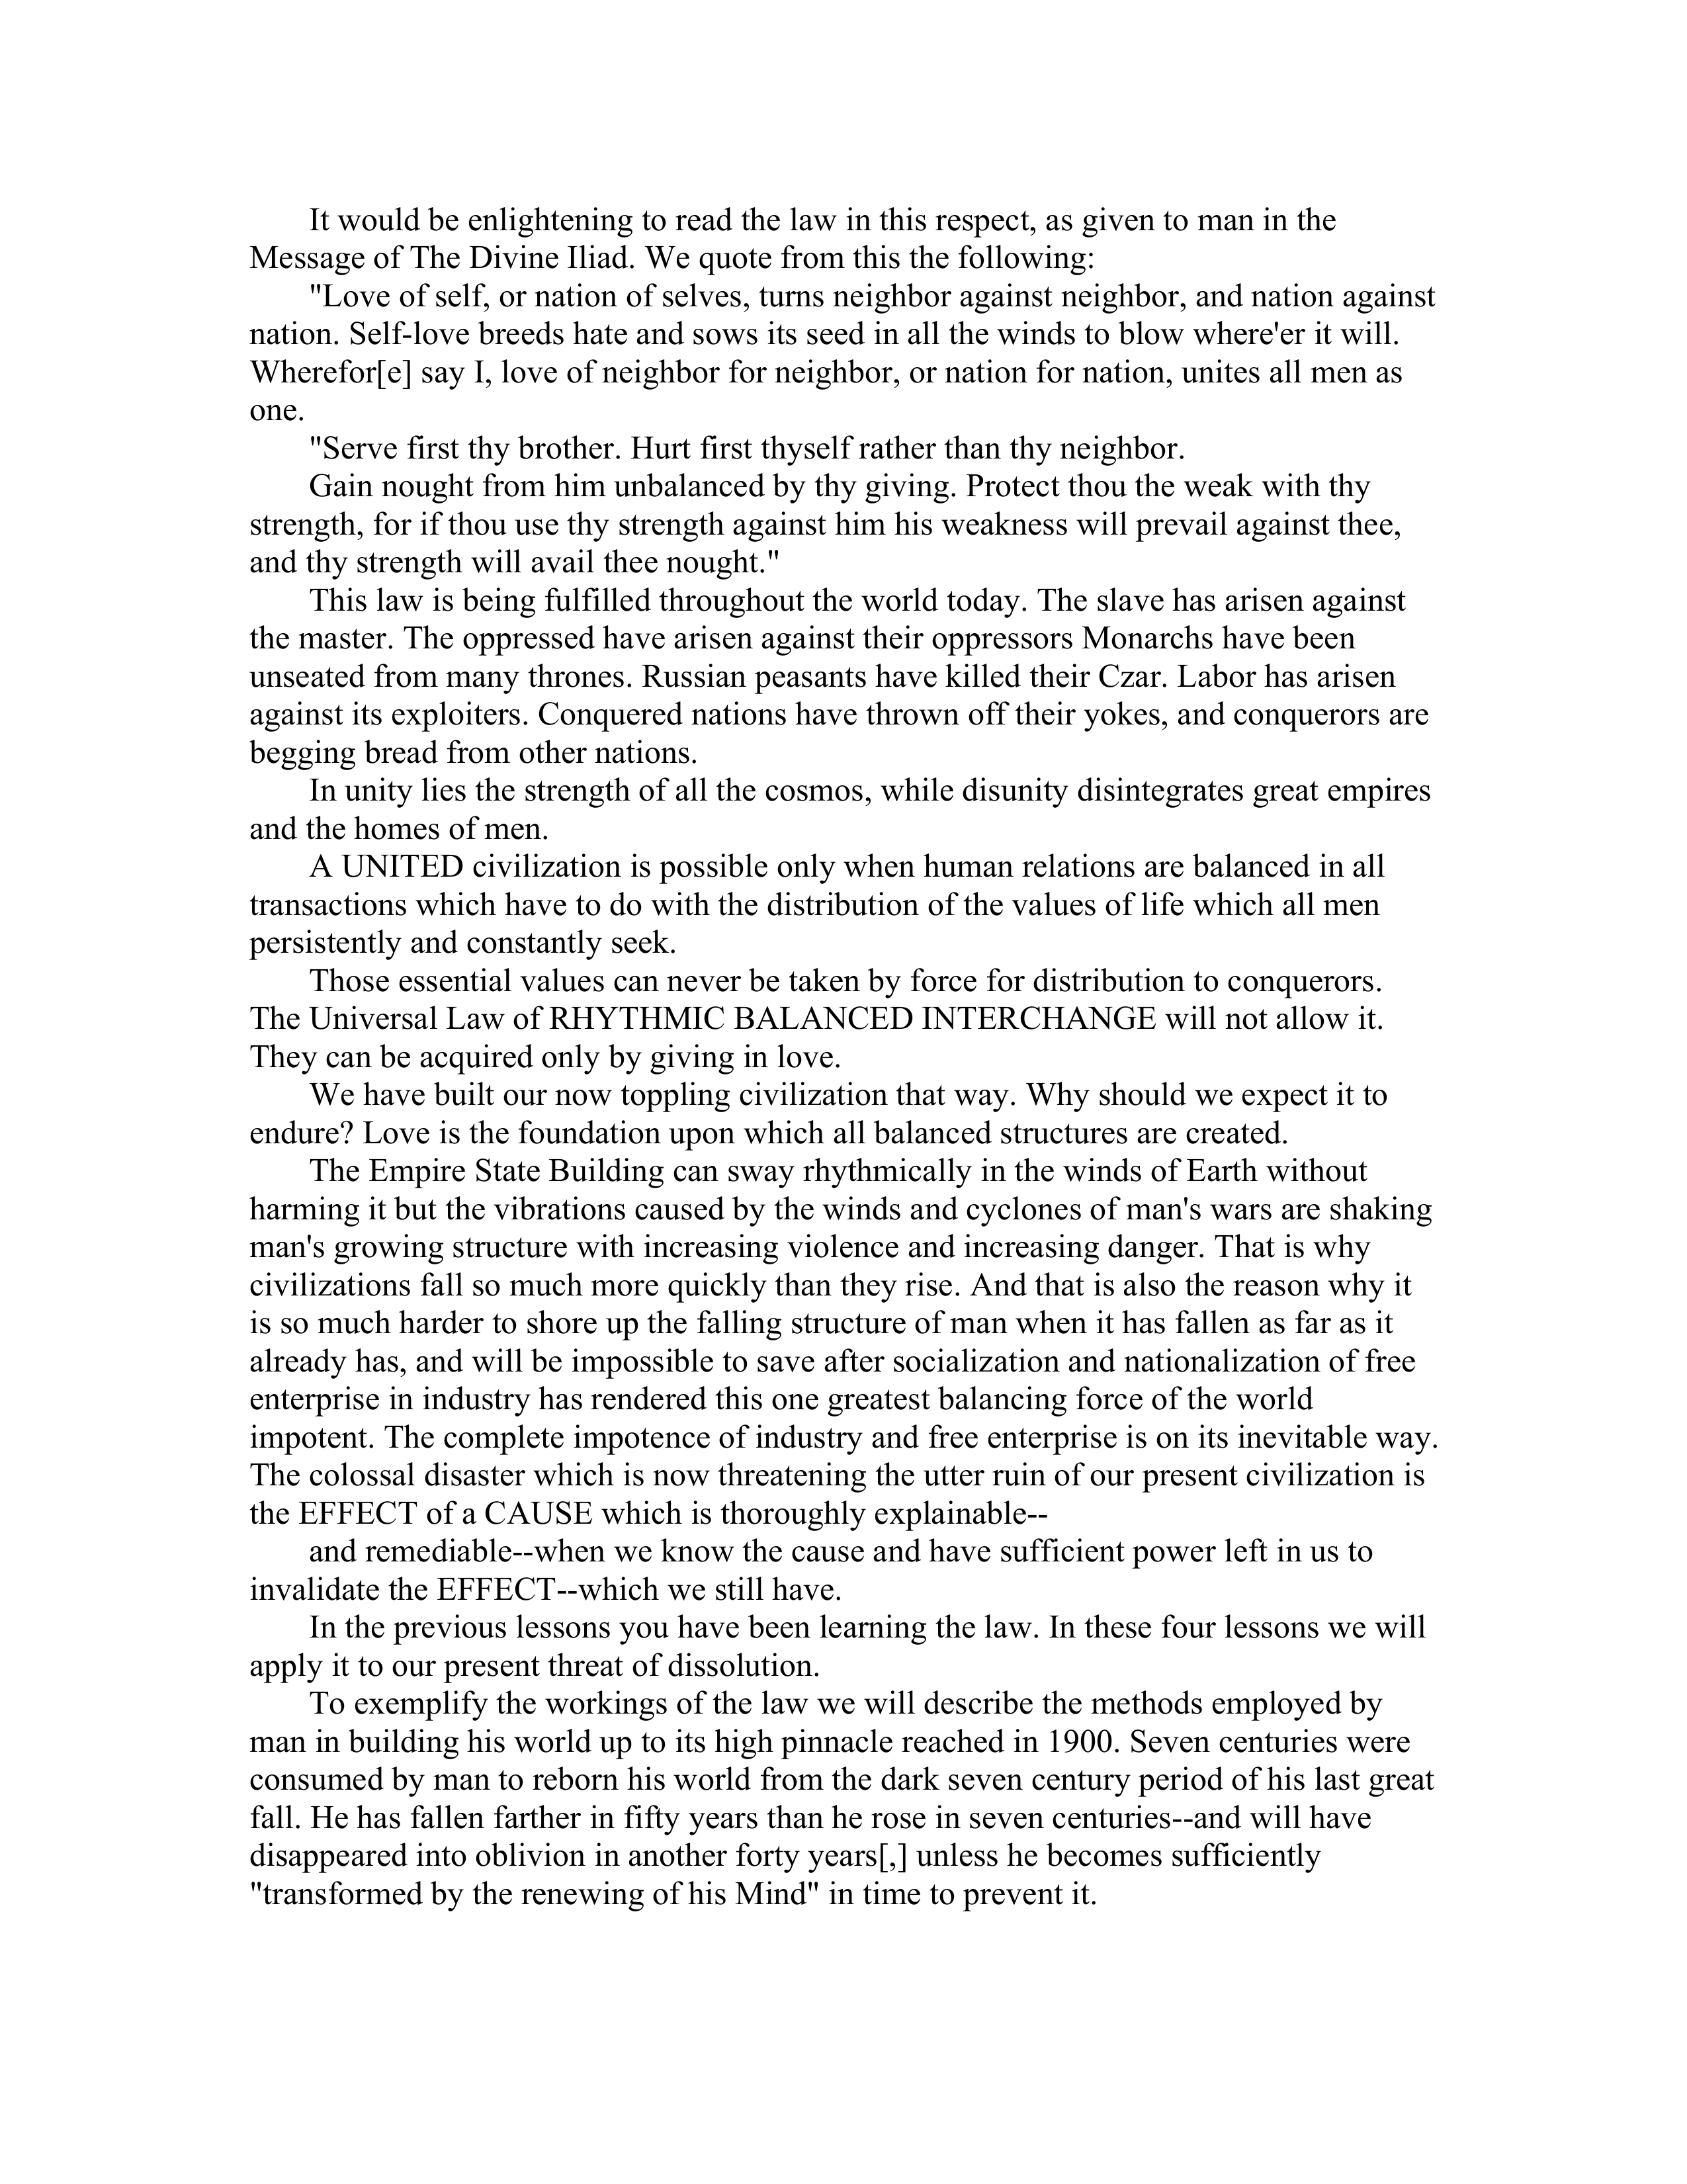 It would be enlightening to read the law in this respect, as given to man in the
Message of The Divine Iliad. We quote from this the following:
"Love of self, or nation of selves, turns neighbor against neighbor, and nation against
nation. Self-love breeds hate and sows its seed in all the winds to blow where'er it will.
Wherefor[e] say I, love of neighbor for neighbor, or nation for nation, unites all men as
one.
"Serve first thy brother. Hurt first thyself rather than thy neighbor.
Gain nought from him unbalanced by thy giving. Protect thou the weak with thy
strength, for if thou use thy strength against him his weakness will prevail against thee,
and thy strength will avail thee nought."
This law is being fulfilled throughout the world today. The slave has arisen against
the master. The oppressed have arisen against their oppressors Monarchs have been
unseated from many thrones. Russian peasants have killed their Czar. Labor has arisen
against its exploiters. Conquered nations have thrown off their yokes, and conquerors are
begging bread from other nations.
In unity lies the strength of all the cosmos, while disunity disintegrates great empires
and the homes of men.
A UNITED civilization is possible only when human relations are balanced in all
transactions which have to do with the distribution of the values of life which all men
persistently and constantly seek.
Those essential values can never be taken by force for distribution to conquerors.
The Universal Law of RHYTHMIC BALANCED INTERCHANGE will not allow it.
They can be acquired only by giving in love.
We have built our now toppling civilization that way. Why should we expect it to
endure? Love is the foundation upon which all balanced structures are created.
The Empire State Building can sway rhythmically in the winds of Earth without
harming it but the vibrations caused by the winds and cyclones of man's wars are shaking
man's growing structure with increasing violence and increasing danger. That is why
civilizations fall so much more quickly than they rise. And that is also the reason why it
is so much harder to shore up the falling structure of man when it has fallen as far as it
already has, and will be impossible to save after socialization and nationalization of free
enterprise in industry has rendered this one greatest balancing force of the world
impotent. The complete impotence of industry and free enterprise is on its inevitable way.
The colossal disaster which is now threatening the utter ruin of our present civilization is
the EFFECT of a CAUSE which is thoroughly explainable--
and remediable--when we know the cause and have sufficient power left in us to
invalidate the EFFECT--which we still have.
In the previous lessons you have been learning the law. In these four lessons we will
apply it to our present threat of dissolution.
To exemplify the workings of the law we will describe the methods employed by
man in building his world up to its high pinnacle reached in 1900. Seven centuries were
consumed by man to reborn his world from the dark seven century period of his last great
fall. He has fallen farther in fifty years than he rose in seven centuries--and will have
disappeared into oblivion in another forty years[,] unless he becomes sufficiently
"transformed by the renewing of his Mind" in time to prevent it.